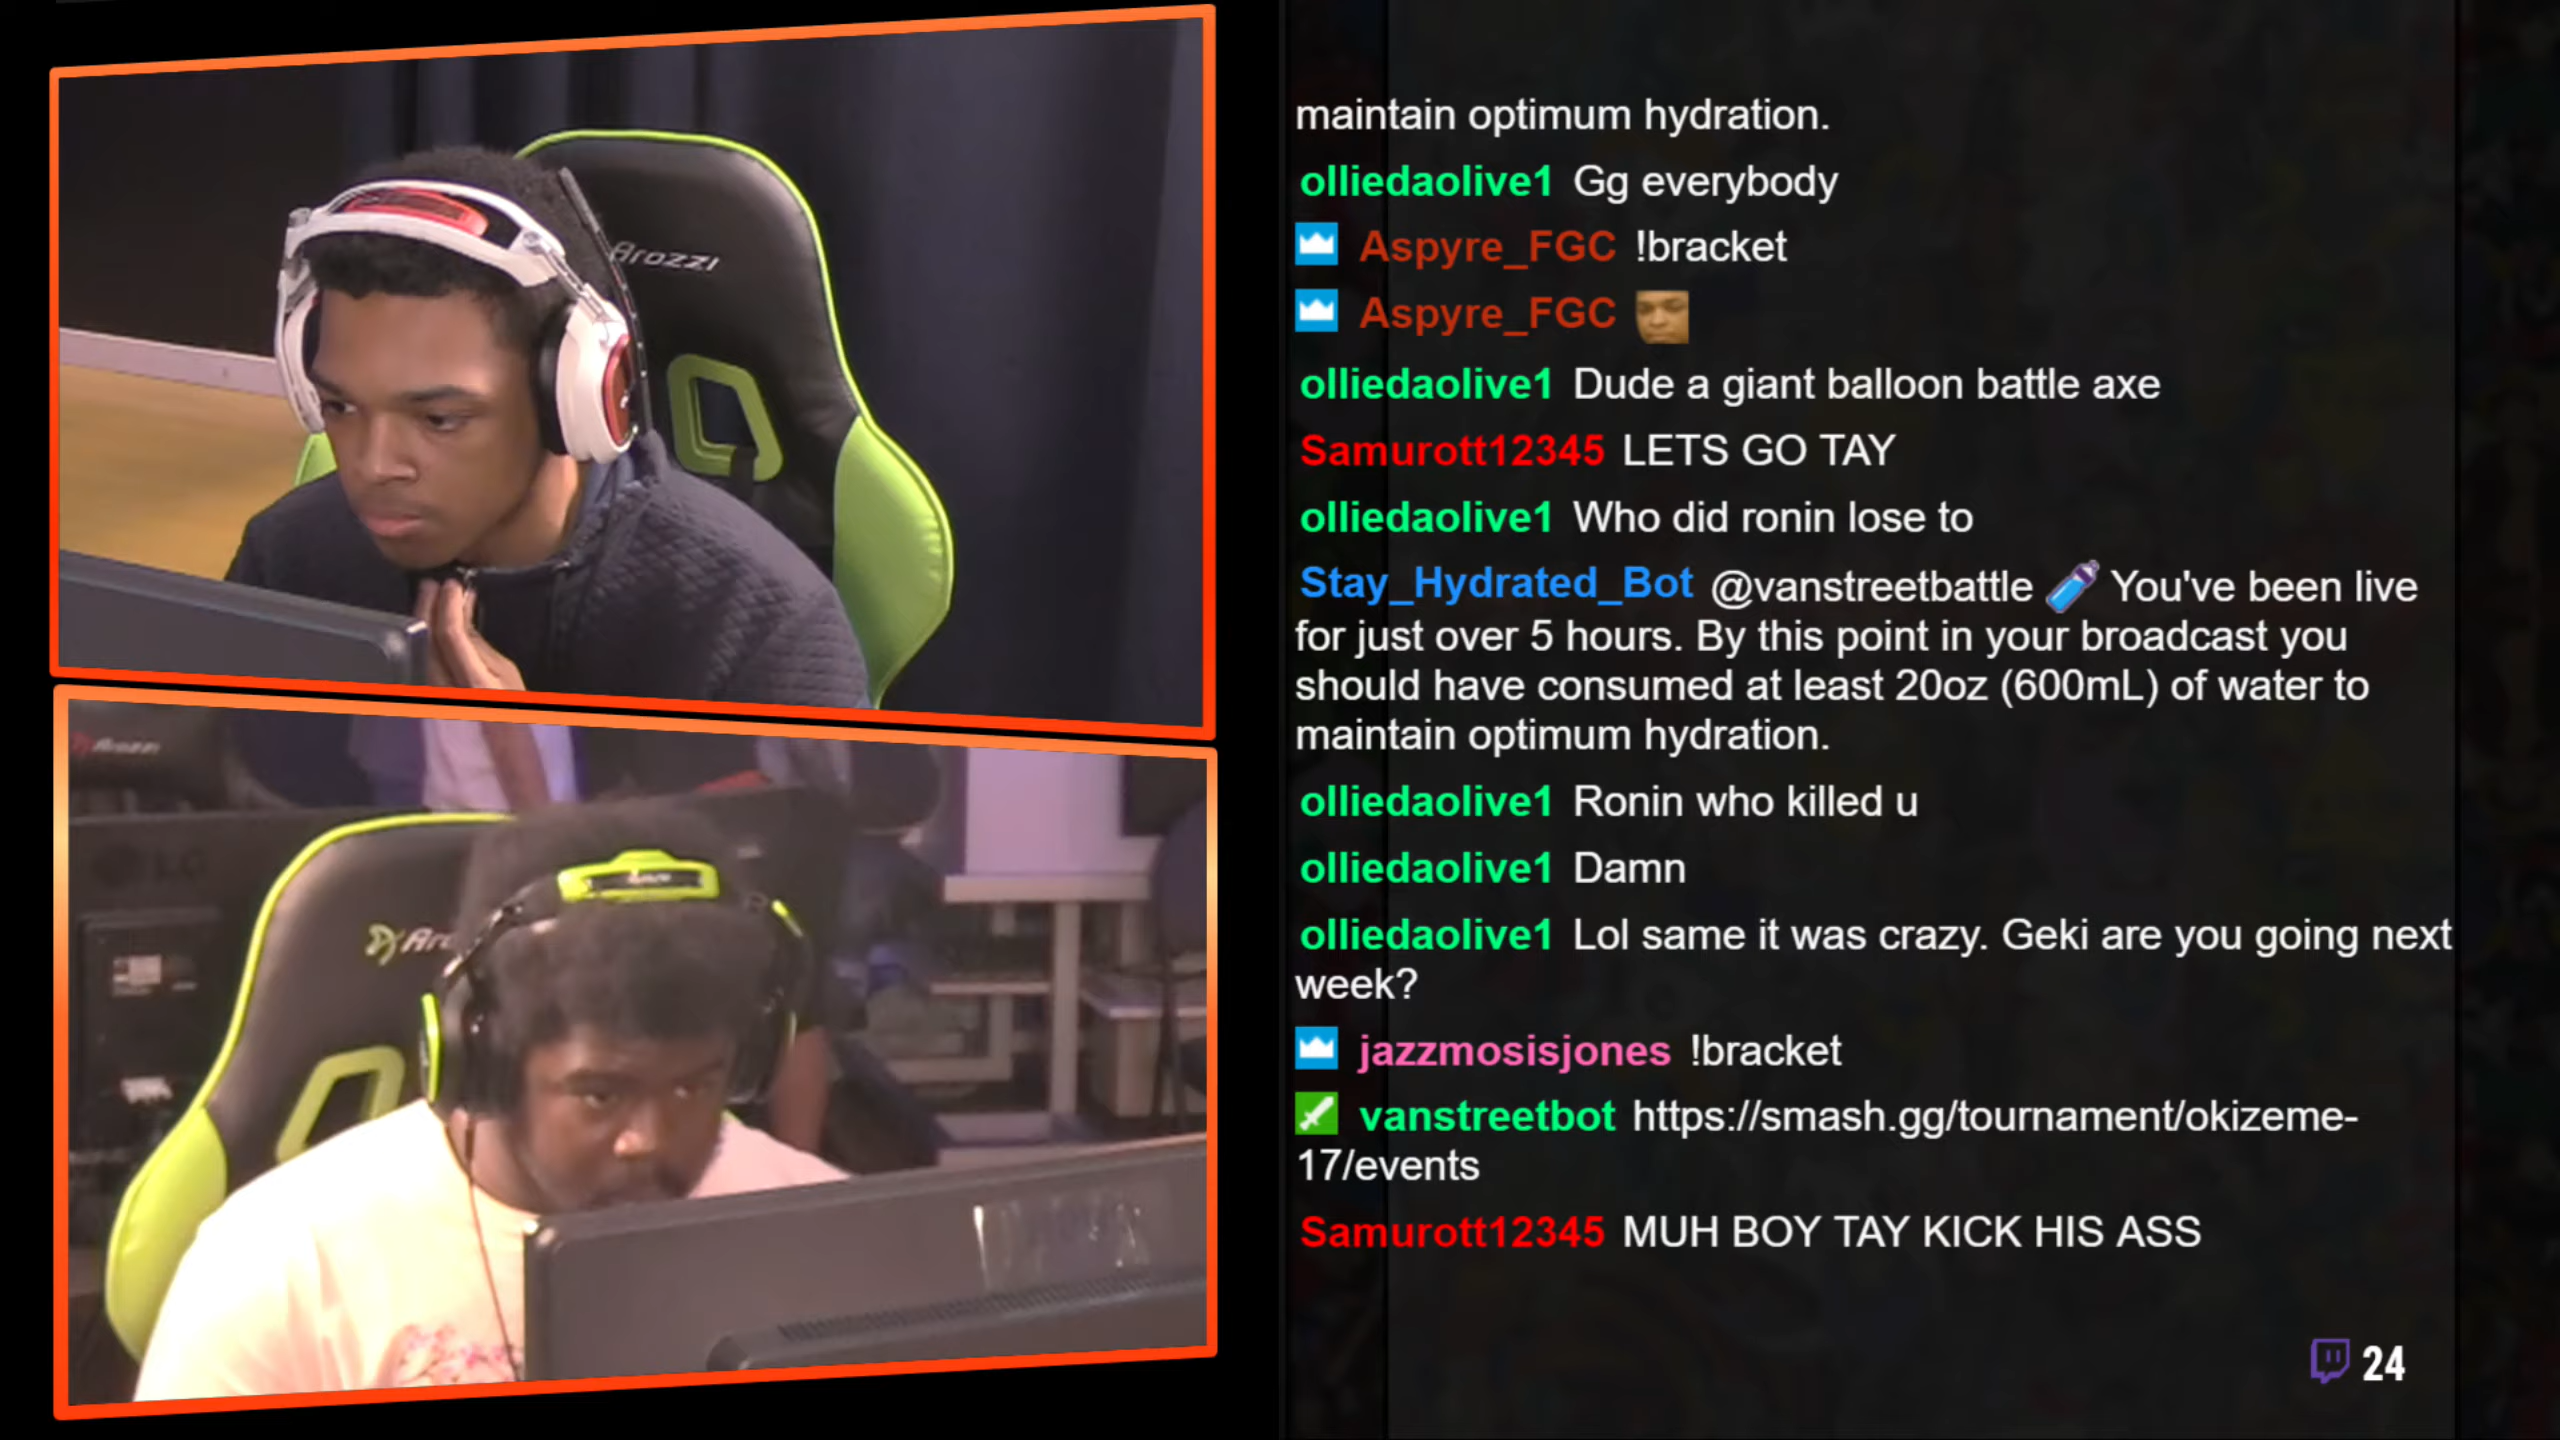 Arozzi
Arozzi
LG
maintain optimum hydration.
olliedaolive1 Gg everybody
Aspyre_FGC !bracket
Aspyre_FGC
olliedaolive1 Dude a giant balloon battle axe
Samurott12345 LETS GO TAY
olliedaolive1 Who did ronin lose to
Stay_Hydrated_Bot @vanstreetbattle You've been live
for just over 5 hours. By this point in your broadcast you
should have consumed at least 20oz (600mL) of water to
maintain optimum hydration.
olliedaolive1 Ronin who killed u
olliedaolive1 Damn
olliedaolive1 Lol same it was crazy. Geki are you going next
week?
jazzmosisjones !bracket
vanstreetbot https://smash.gg/tournament/okizeme-
17/events
Samurott12345 MUH BOY TAY KICK HIS ASS
24